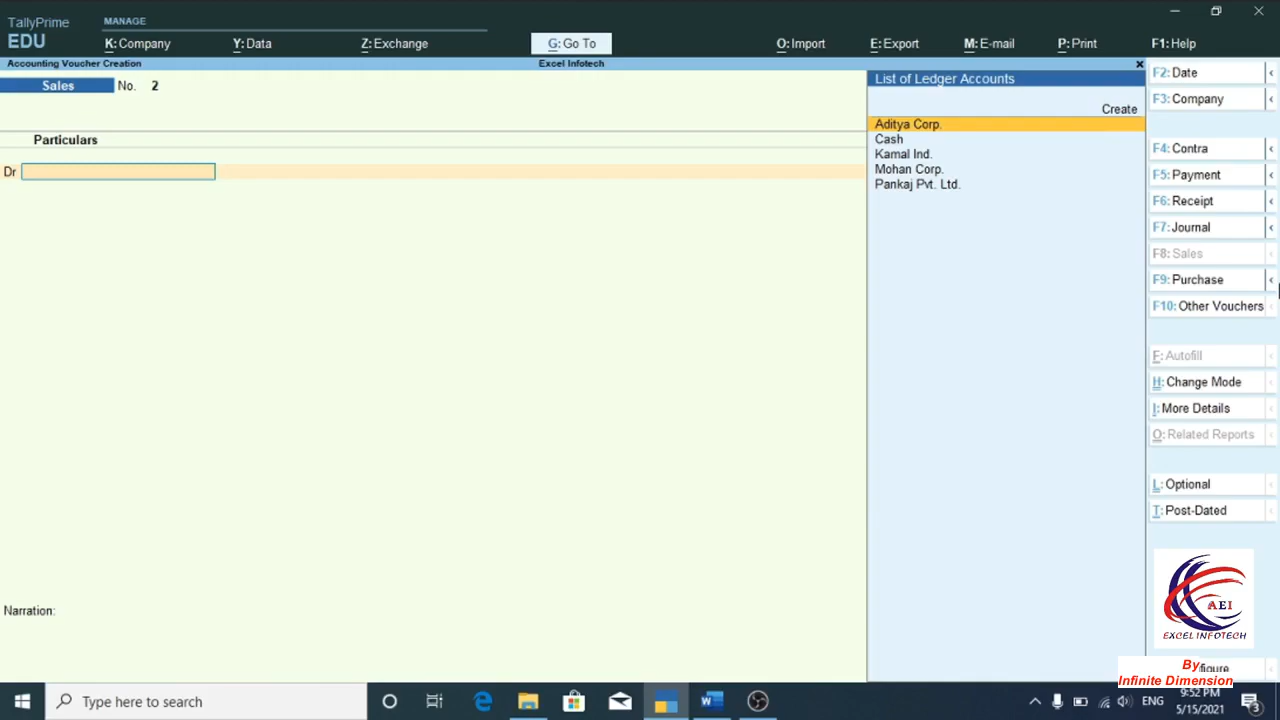 TallyPrime
EDU
MANAGE
K: Company
Y: Data
Z: Exchange
G: Go To
O: Import
E: Export
M: E-mail
P: Print
F1: Help
Accounting Voucher Creation
Excel Infotech
Sales No. 2
Particulars
Dr
Narration:
List of Ledger Accounts
Create
Aditya Corp.
Cash
Kamal Ind.
Mohan Corp.
Pankaj Pvt. Ltd.
F2: Date
F3: Company
F4: Contra
F5: Payment
F6: Receipt
F7: Journal
F8: Sales
F9: Purchase
F10: Other Vouchers
F: Autofill
H: Change Mode
I: More Details
O: Related Reports
L: Optional
T: Post-Dated
AEI
EXCEL INFOTECH
By
Infinite Dimension
Type here to search
ENG
9:52 PM
5/15/2021
3